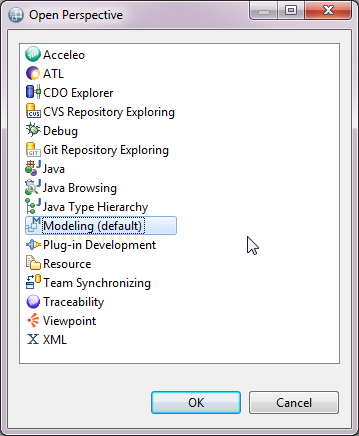 Open Perspective
Acceleo
ATL
CDO Explorer
CVS Repository Exploring
Debug
Git Repository Exploring
Java
Java Browsing
Java Type Hierarchy
Modeling (default)
Plug-in Development
Resource
Team Synchronizing
Traceability
Viewpoint
XML
OK
Cancel